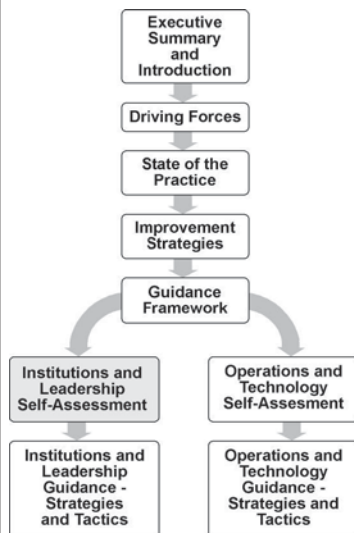 Executive
Summary
and
Introduction
Driving Forces
State of the
Practice
Improvement
Strategies
Guidance
Framework
Institutions and
Leadership
Self-Assessment
Operations and
Technology
Self-Assesment
Institutions and
Leadership
Guidance -
Strategies
and Tactics
Operations and
Technology
Guidance -
Strategies and
Tactics